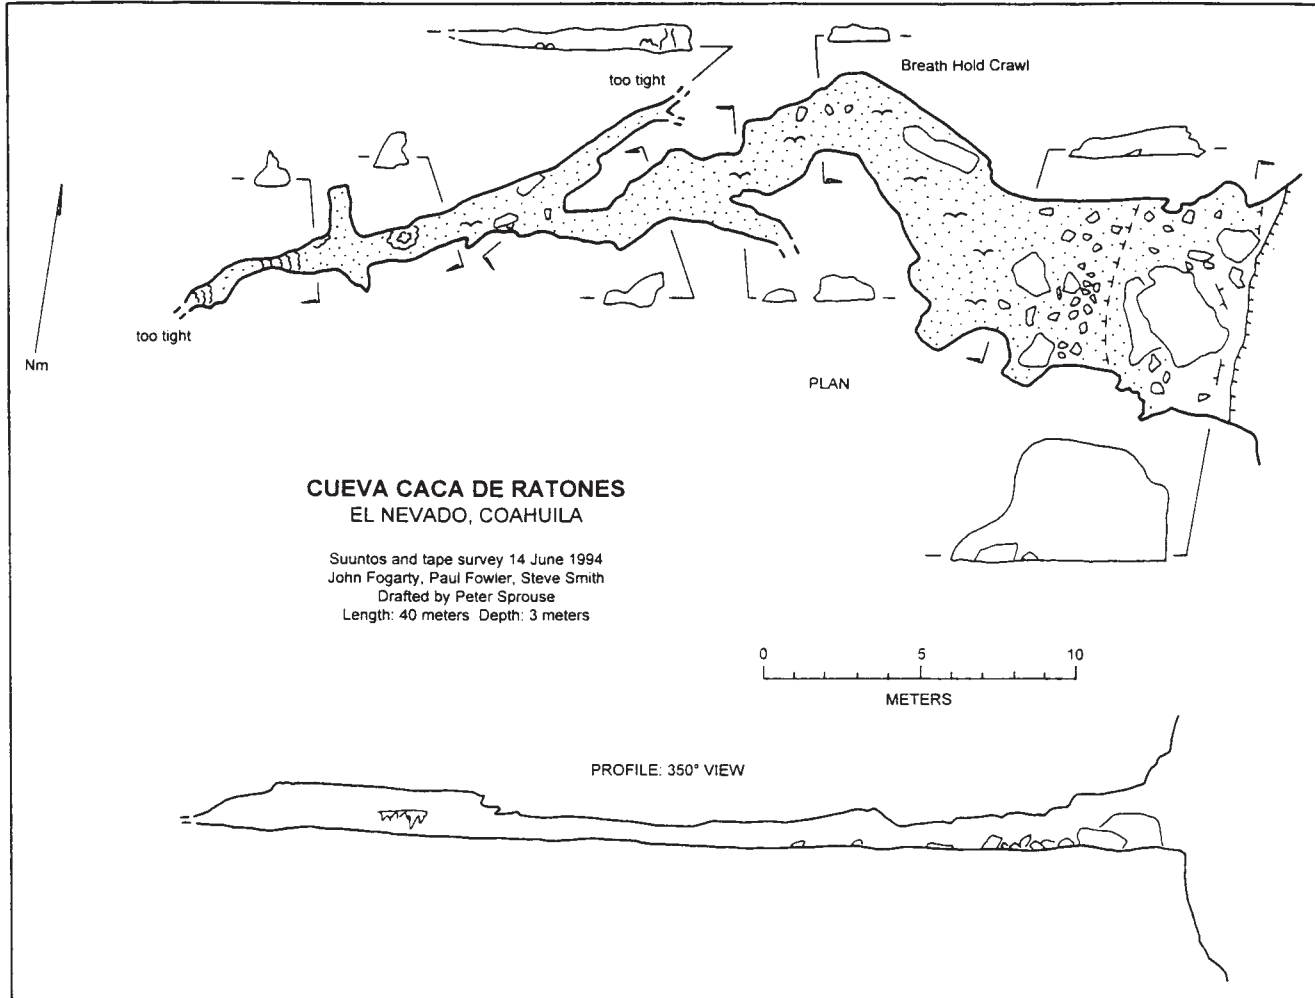 too tight
Breath Hold Crawl
too tight
Nm
PLAN
CUEVA CACA DE RATONES
EL NEVADO, COAHUILA
Suuntos and tape survey 14 June 1994
John Fogarty, Paul Fowler, Steve Smith
Drafted by Peter Sprouse
Length: 40 meters Depth: 3 meters
0 5 10
METERS
PROFILE: 350° VIEW